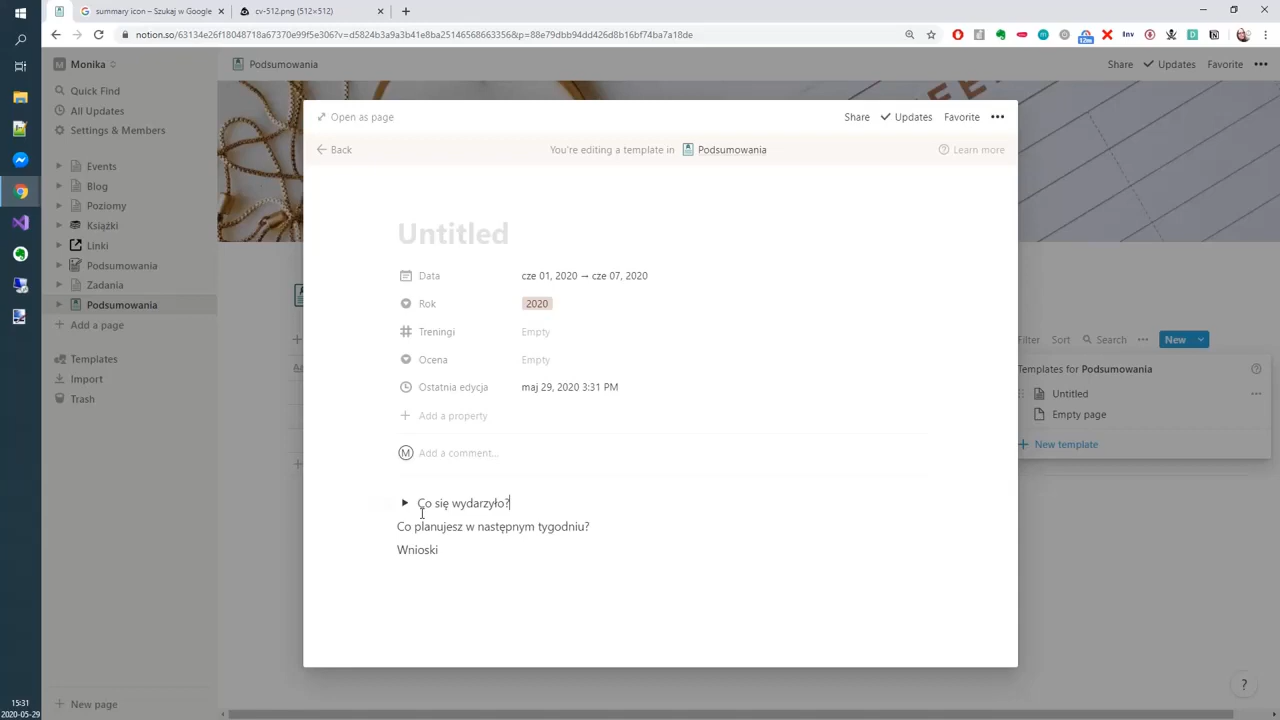 summary icon – Szukaj w Google
cv-512.png (512×512)
notion.so/63134e26f18048718a67370e99f5e306?v=d5824b3a9a3b41e8ba251465686633656&p=88e79dbb94dd426d8b16bf74ba7a18de
12m
Inv
Monika
Podsumowania
Share
Updates
Favorite
Quick Find
All Updates
Settings & Members
Events
Blog
Poziomy
Książki
Linki
Podsumowania
Zadania
Podsumowania
Add a page
Templates
Import
Trash
New page
Open as page
Share
Updates
Favorite
Back
You're editing a template in Podsumowania
Learn more
Untitled
Data cze 01, 2020 → cze 07, 2020
Rok 2020
Treningi Empty
Ocena Empty
Ostatnia edycja maj 29, 2020 3:31 PM
Add a property
M Add a comment...
Co się wydarzyło?
Co planujesz w następnym tygodniu?
Wnioski
Filter Sort Search New
Templates for Podsumowania
Untitled
Empty page
New template
?
15:31
2020-05-29